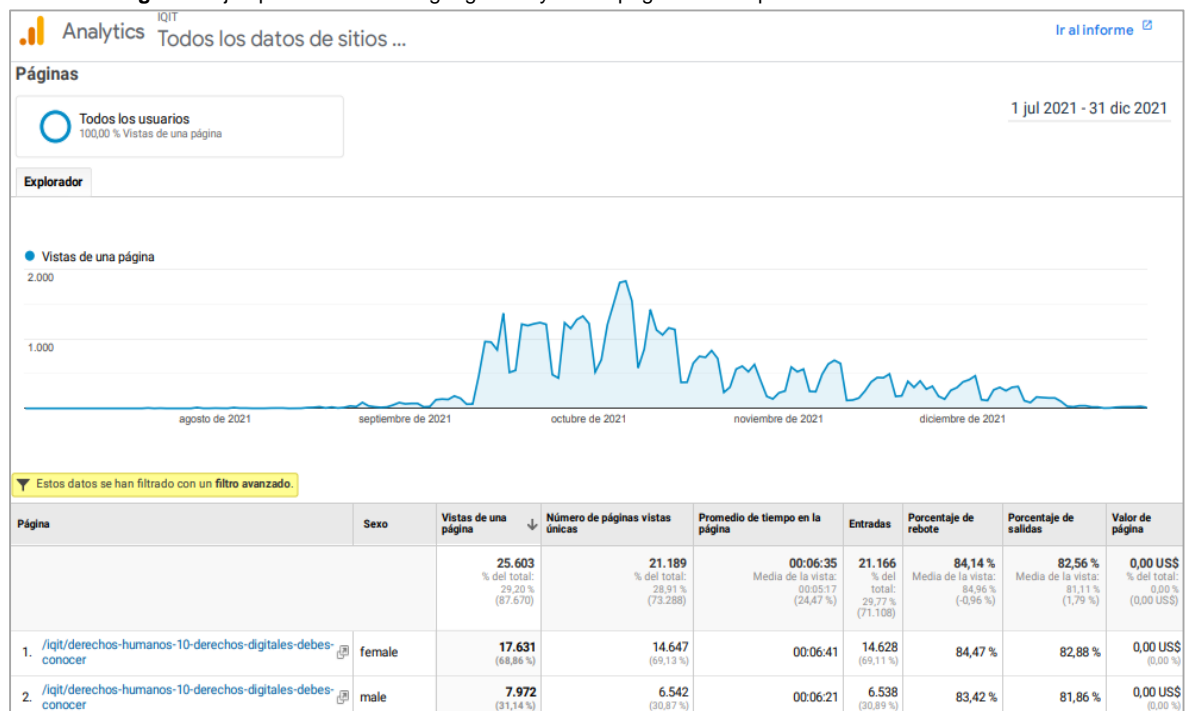 IQIT
Analytics Todos los datos de sitios ...
Ir al informe
Páginas
Todos los usuarios
100,00 % Vistas de una página
1 jul 2021 - 31 dic 2021
Explorador
Vistas de una página
2.000
1.000
agosto de 2021 septiembre de 2021 octubre de 2021 noviembre de 2021 diciembre de 2021
Estos datos se han filtrado con un filtro avanzado.
Página Sexo Vistas de una página Número de páginas vistas únicas Promedio de tiempo en la página Entradas Porcentaje de rebote Porcentaje de salidas Valor de página
25.603 21.189 00:06:35 21.166 84,14 % 82,56 % 0,00 US$
% del total: % del total: Media de la vista: % del Media de la vista: Media de la vista: % del total:
29,20 % 28,91 % 00:05:17 total: 84,96 % 81,11 % 0,00 %
(87.670) (73.288) (24,47 %) 29,77 % (-0,96 %) (1,79 %) (0,00 US$)
(71.108)
1. /iqit/derechos-humanos-10-derechos-digitales-debes-
conocer female 17.631 14.647 00:06:41 14.628 84,47 % 82,88 % 0,00 US$
(68,86 %) (69,13 %) (69,11 %) (0,00 %)
2. /iqit/derechos-humanos-10-derechos-digitales-debes-
conocer male 7.972 6.542 00:06:21 6.538 83,42 % 81,86 % 0,00 US$
(31,14 %) (30,87 %) (30,89 %) (0,00 %)